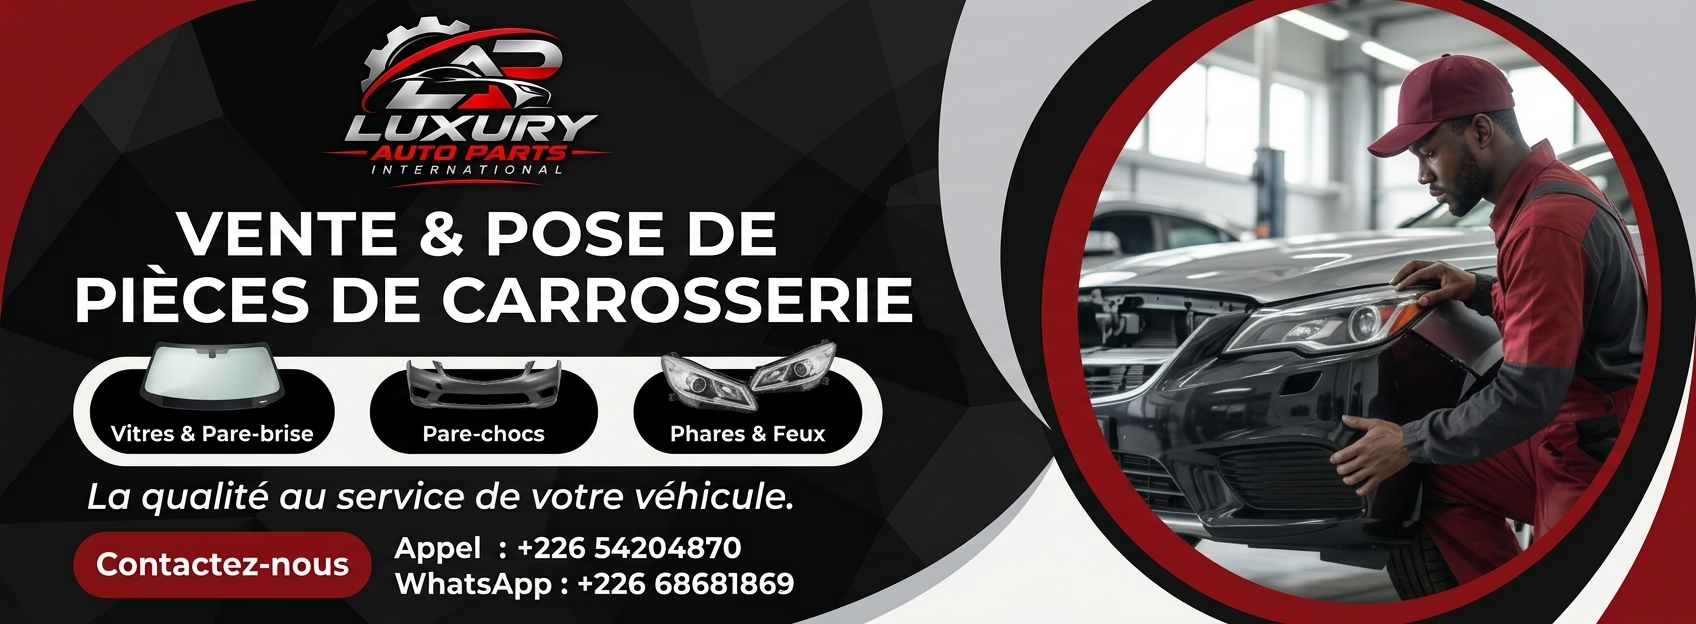 LAP
LUXURY
AUTO PARTS
INTERNATIONAL
VENTE & POSE DE
PIÈCES DE CARROSSERIE
Vitres & Pare-brise
Pare-chocs
Phares & Feux
La qualité au service de votre véhicule.
Contactez-nous
Appel : +226 54204870
WhatsApp : +226 68681869